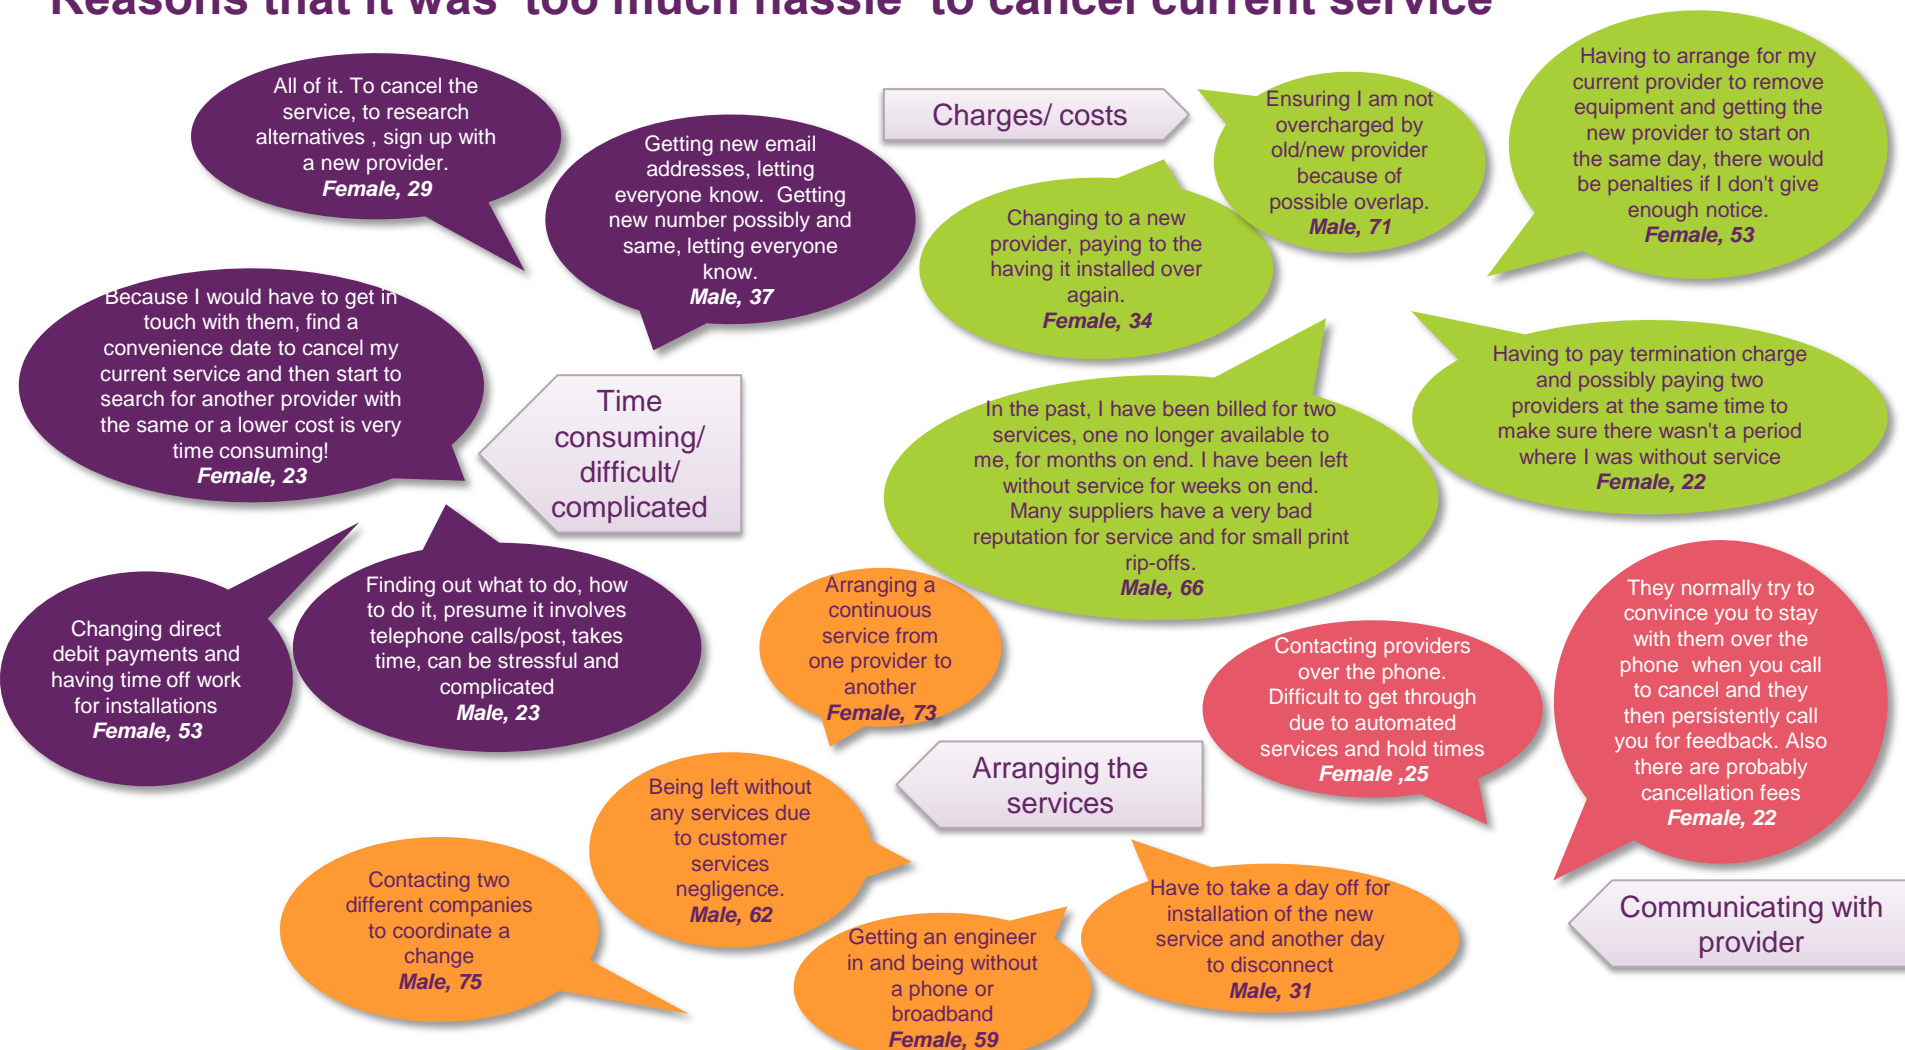 Reasons that it was 'too much hassle' to cancel current service
All of it. To cancel the
service, to research
alternatives , sign up with
a new provider.
Female, 29
Getting new email
addresses, letting
everyone know.  Getting
new number possibly and
same, letting everyone
know.
Male, 37
Because I would have to get in
touch with them, find a
convenience date to cancel my
current service and then start to
search for another provider with
the same or a lower cost is very
time consuming!
Female, 23
Time
consuming/
difficult/
complicated
Changing direct
debit payments and
having time off work
for installations
Female, 53
Finding out what to do, how
to do it, presume it involves
telephone calls/post, takes
time, can be stressful and
complicated
Male, 23
Charges/ costs
Ensuring I am not
overcharged by
old/new provider
because of
possible overlap.
Male, 71
Having to arrange for my
current provider to remove
equipment and getting the
new provider to start on
the same day, there would
be penalties if I don't give
enough notice.
Female, 53
Changing to a new
provider, paying to the
having it installed over
again.
Female, 34
Having to pay termination charge
and possibly paying two
providers at the same time to
make sure there wasn't a period
where I was without service
Female, 22
In the past, I have been billed for two
services, one no longer available to
me, for months on end. I have been left
without service for weeks on end.
Many suppliers have a very bad
reputation for service and for small print
rip-offs.
Male, 66
Arranging a
continuous
service from
one provider to
another
Female, 73
Arranging the
services
Being left without
any services due
to customer
services
negligence.
Male, 62
Contacting two
different companies
to coordinate a
change
Male, 75
Getting an engineer
in and being without
a phone or
broadband
Female, 59
Have to take a day off for
installation of the new
service and another day
to disconnect
Male, 31
Contacting providers
over the phone.
Difficult to get through
due to automated
services and hold times
Female ,25
They normally try to
convince you to stay
with them over the
phone  when you call
to cancel and they
then persistently call
you for feedback. Also
there are probably
cancellation fees
Female, 22
Communicating with
provider